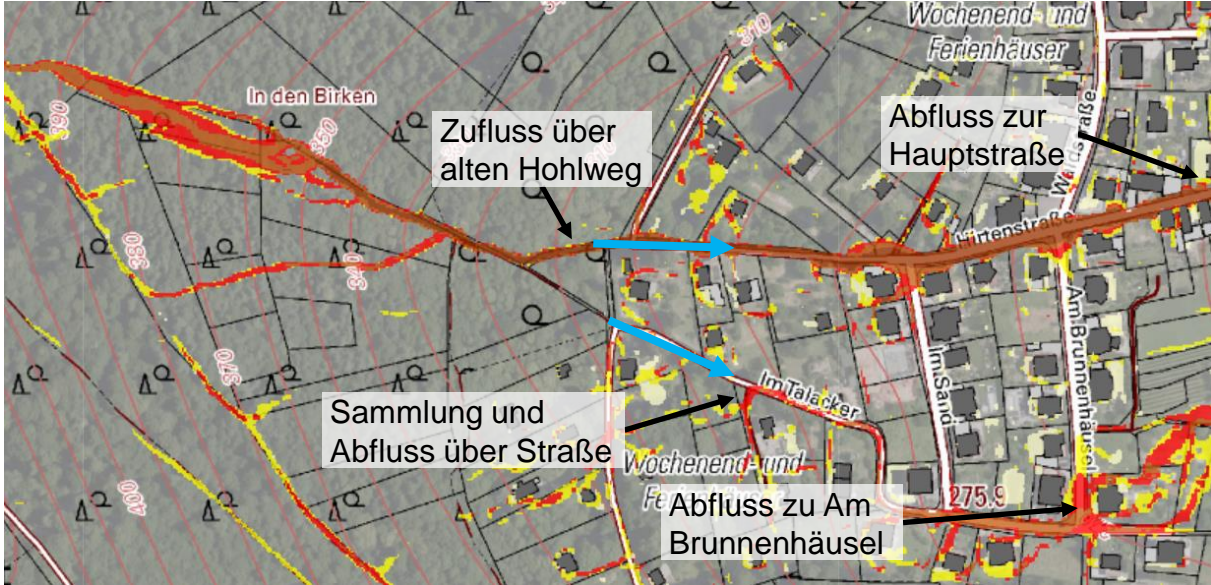 Wochenend- und
Ferienhäuser
310
In den Birken
390
350
Zufluss über
alten Hohlweg
Abfluss zur
Hauptstraße
Waldstraße
Hirtenstraße
380
340
370
Im Talacker
Im Sand
Am Brunnenhäusel
Sammlung und
Abfluss über Straße
Wochenend- und
400
275.9
Abfluss zu Am
Brunnenhäusel